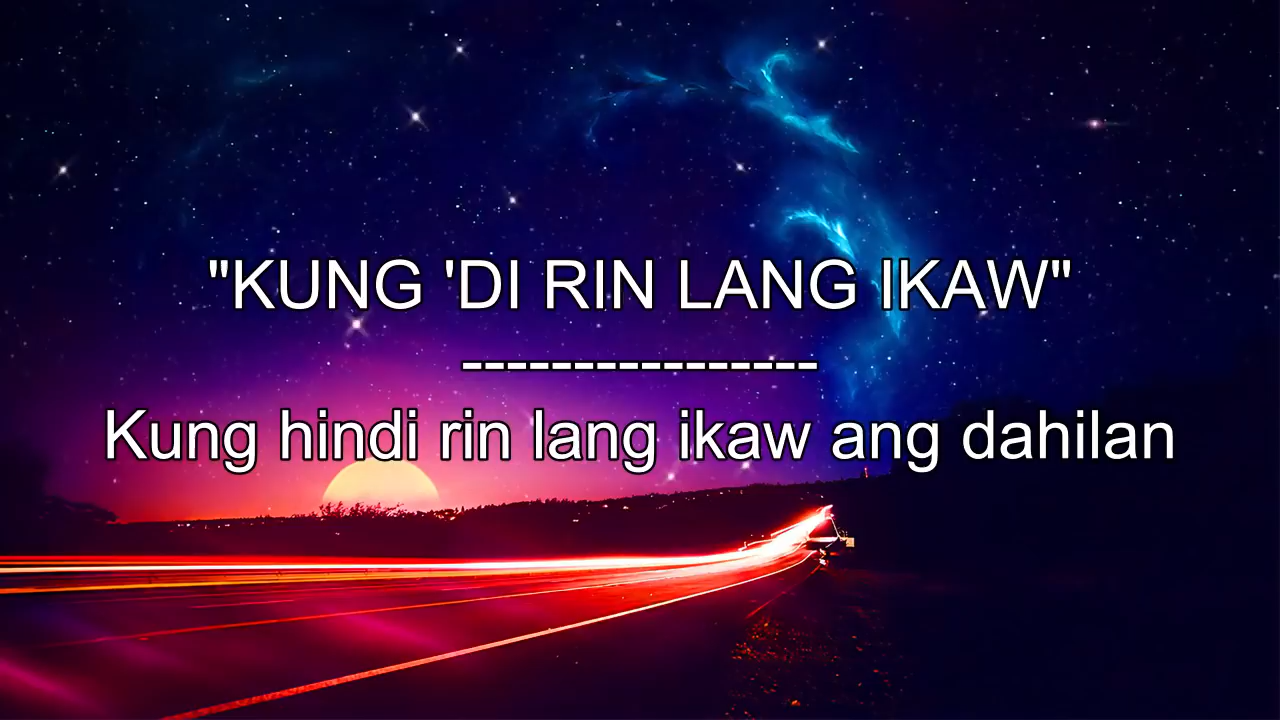 "KUNG 'DI RIN LANG IKAW"
----------------
Kung hindi rin lang ikaw ang dahilan